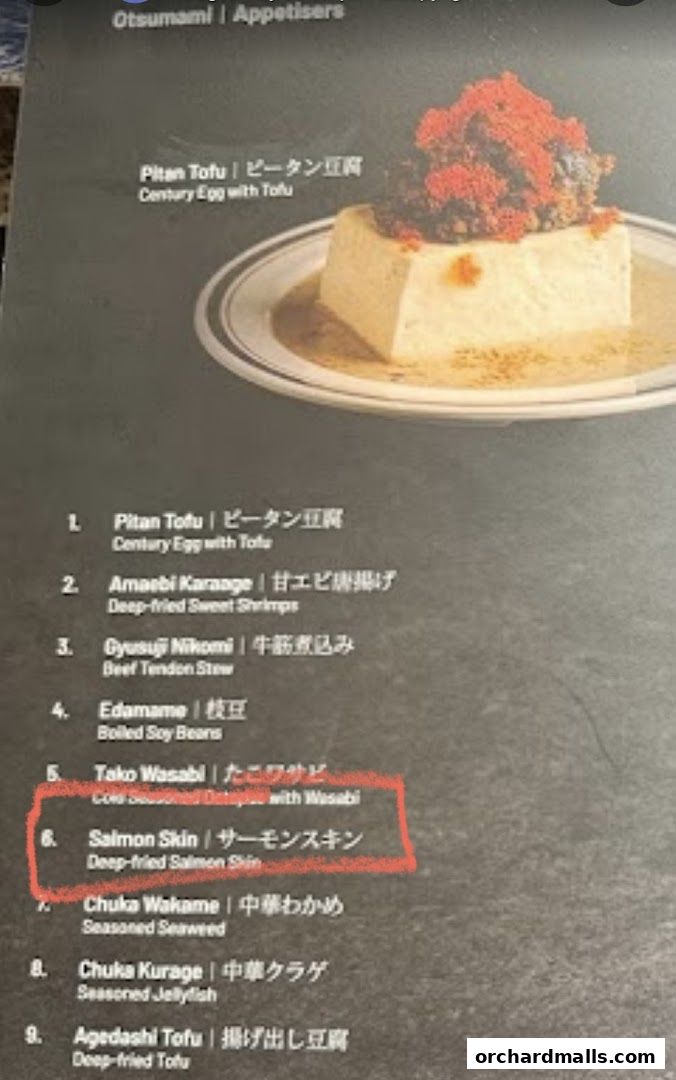 Otsumami | Appetisers
Pitan Tofu | ピータン豆腐
Century Egg with Tofu
1. Pitan Tofu | ピータン豆腐
Century Egg with Tofu
2. Amaebi Karaage | 甘エビ唐揚げ
Deep-fried Sweet Shrimps
3. Gyusuji Nikomi | 牛筋煮込み
Beef Tendon Stew
4. Edamame | 枝豆
Boiled Soy Beans
5. Tako Wasabi | たこワサビ
Cold Seasoned Octopus with Wasabi
6. Salmon Skin | サーモンスキン
Deep-fried Salmon Skin
7. Chuka Wakame | 中華わかめ
Seasoned Seaweed
8. Chuka Kurage | 中華クラゲ
Seasoned Jellyfish
9. Agedashi Tofu | 揚げ出し豆腐
Deep-fried Tofu
orchardmalls.com